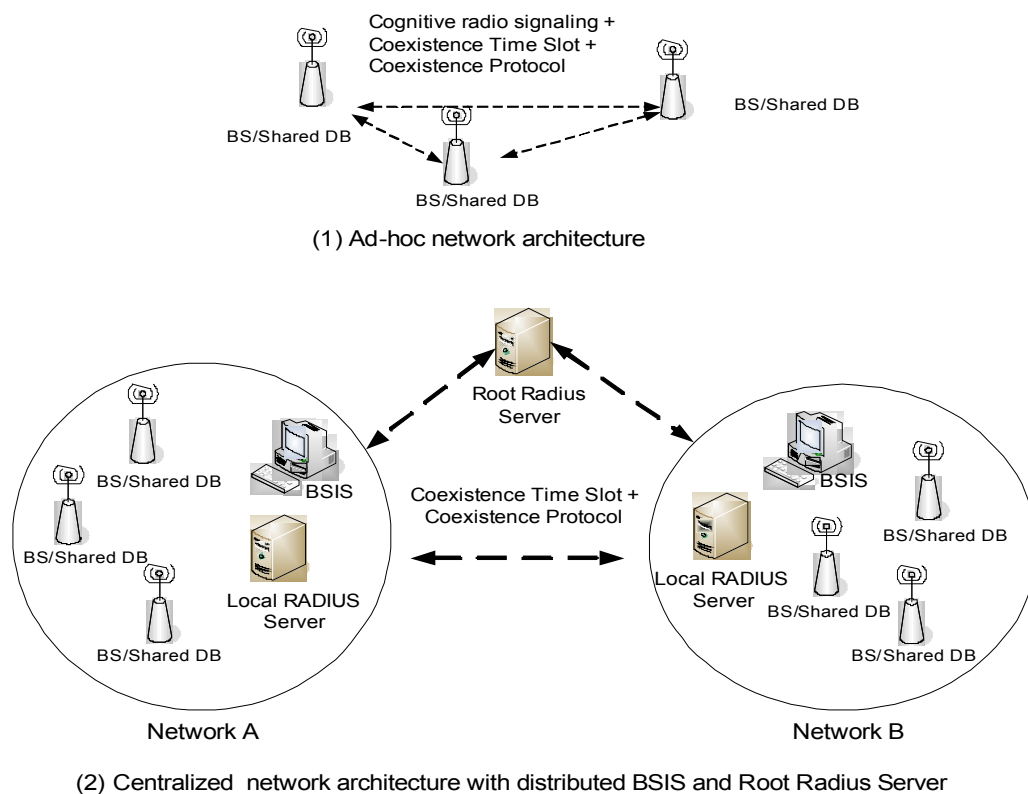 Cognitive radio signaling +
Coexistence Time Slot +
Coexistence Protocol
BS/Shared DB
BS/Shared DB
BS/Shared DB
(1) Ad-hoc network architecture
Root Radius
Server
BS/Shared DB
BSIS
BS/Shared DB
Local RADIUS
Server
BS/Shared DB
Network A
Coexistence Time Slot +
Coexistence Protocol
BSIS
BS/Shared DB
Local RADIUS
Server
BS/Shared DB
BS/Shared DB
Network B
(2) Centralized network architecture with distributed BSIS and Root Radius Server